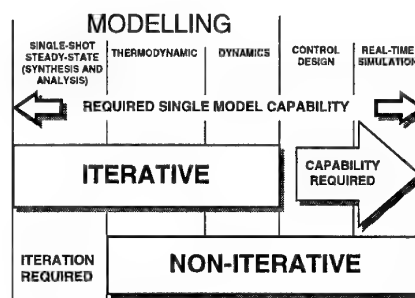 MODELLING
SINGLE-SHOT
STEADY-STATE
(SYNTHESIS AND
ANALYSIS)
THERMODYNAMIC
DYNAMICS
CONTROL
DESIGN
REAL-TIME
SIMULATION
REQUIRED SINGLE MODEL CAPABILITY
ITERATIVE
CAPABILITY
REQUIRED
ITERATION
REQUIRED
NON-ITERATIVE